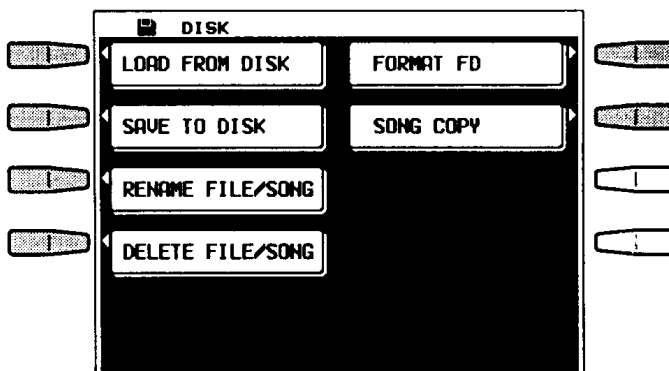 DISK
LOAD FROM DISK
FORMAT FD
SAVE TO DISK
SONG COPY
RENAME FILE/SONG
DELETE FILE/SONG